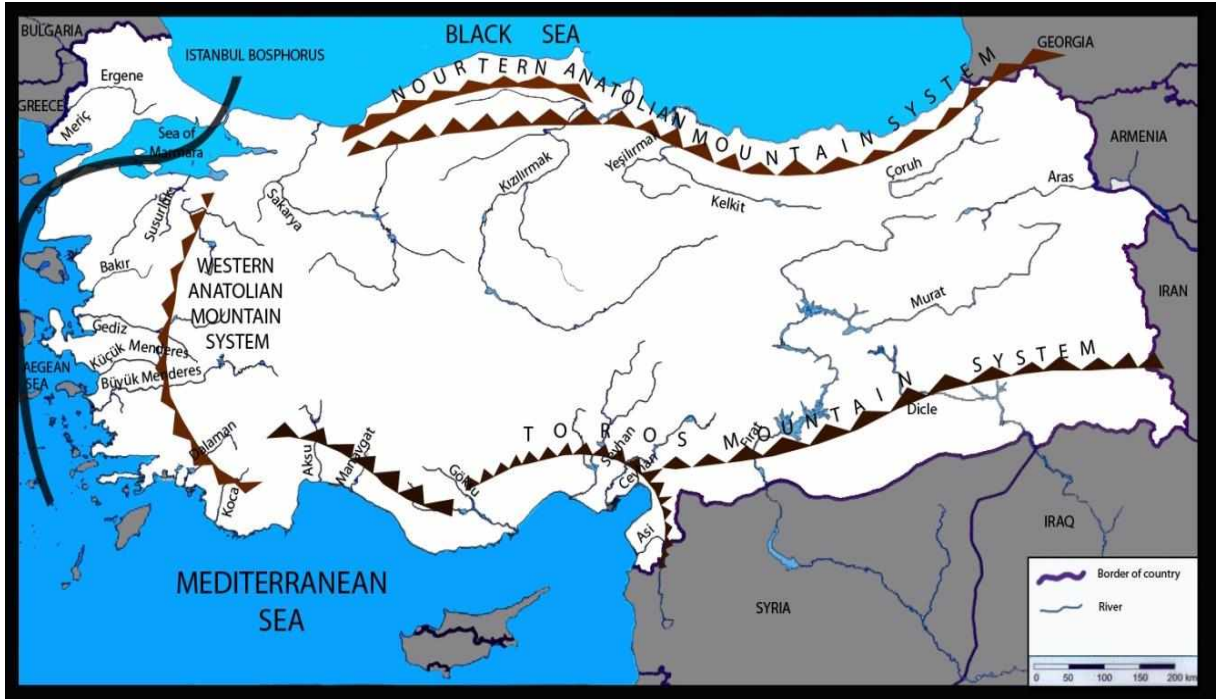 BULGARIA
BLACK SEA
GEORGIA
ISTANBUL BOSPHORUS
Ergene
GREECE
Meriç
Sea of
Marmara
NOURTERN ANATOLIAN MOUNTAIN SYSTEM
ARMENIA
Yeşilırmak
Çoruh
Aras
Kızılırmak
Kelkit
Susurluk
Sakarya
Bakır
WESTERN
ANATOLIAN
MOUNTAIN
SYSTEM
IRAN
Murat
Gediz
Küçük Menderes
AEGEAN
SEA
Büyük Menderes
TOROS MOUNTAIN SYSTEM
Dicle
Dalaman
Aksu
Manavgat
Göksu
Seyhan
Ceyhan
Fırat
Koca
Asi
IRAQ
MEDITERRANEAN
SEA
SYRIA
Border of country
River
0 50 100 150 200 km